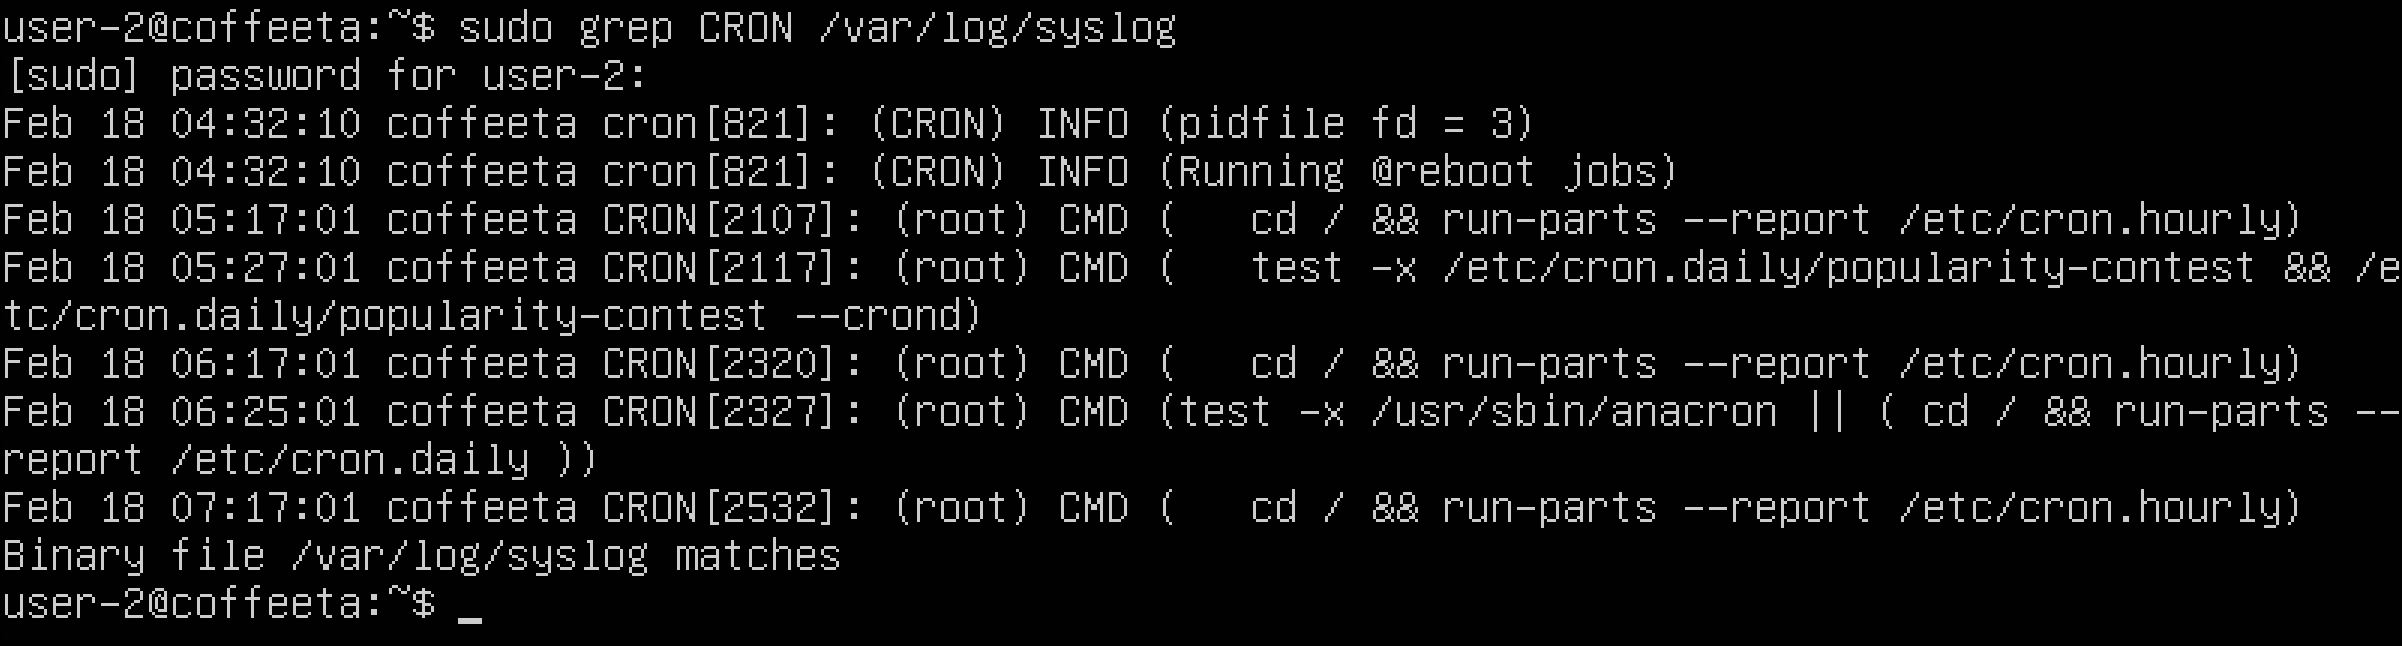 user-2@coffeeta:~$ sudo grep CRON /var/log/syslog
[sudo] password for user-2:
Feb 18 04:32:10 coffeeta cron[821]: (CRON) INFO (pidfile fd = 3)
Feb 18 04:32:10 coffeeta cron[821]: (CRON) INFO (Running @reboot jobs)
Feb 18 05:17:01 coffeeta CRON[2107]: (root) CMD (   cd / && run-parts --report /etc/cron.hourly)
Feb 18 05:27:01 coffeeta CRON[2117]: (root) CMD (   test -x /etc/cron.daily/popularity-contest && /e
tc/cron.daily/popularity-contest --crond)
Feb 18 06:17:01 coffeeta CRON[2320]: (root) CMD (   cd / && run-parts --report /etc/cron.hourly)
Feb 18 06:25:01 coffeeta CRON[2327]: (root) CMD (test -x /usr/sbin/anacron || ( cd / && run-parts --
report /etc/cron.daily ))
Feb 18 07:17:01 coffeeta CRON[2532]: (root) CMD (   cd / && run-parts --report /etc/cron.hourly)
Binary file /var/log/syslog matches
user-2@coffeeta:~$ _